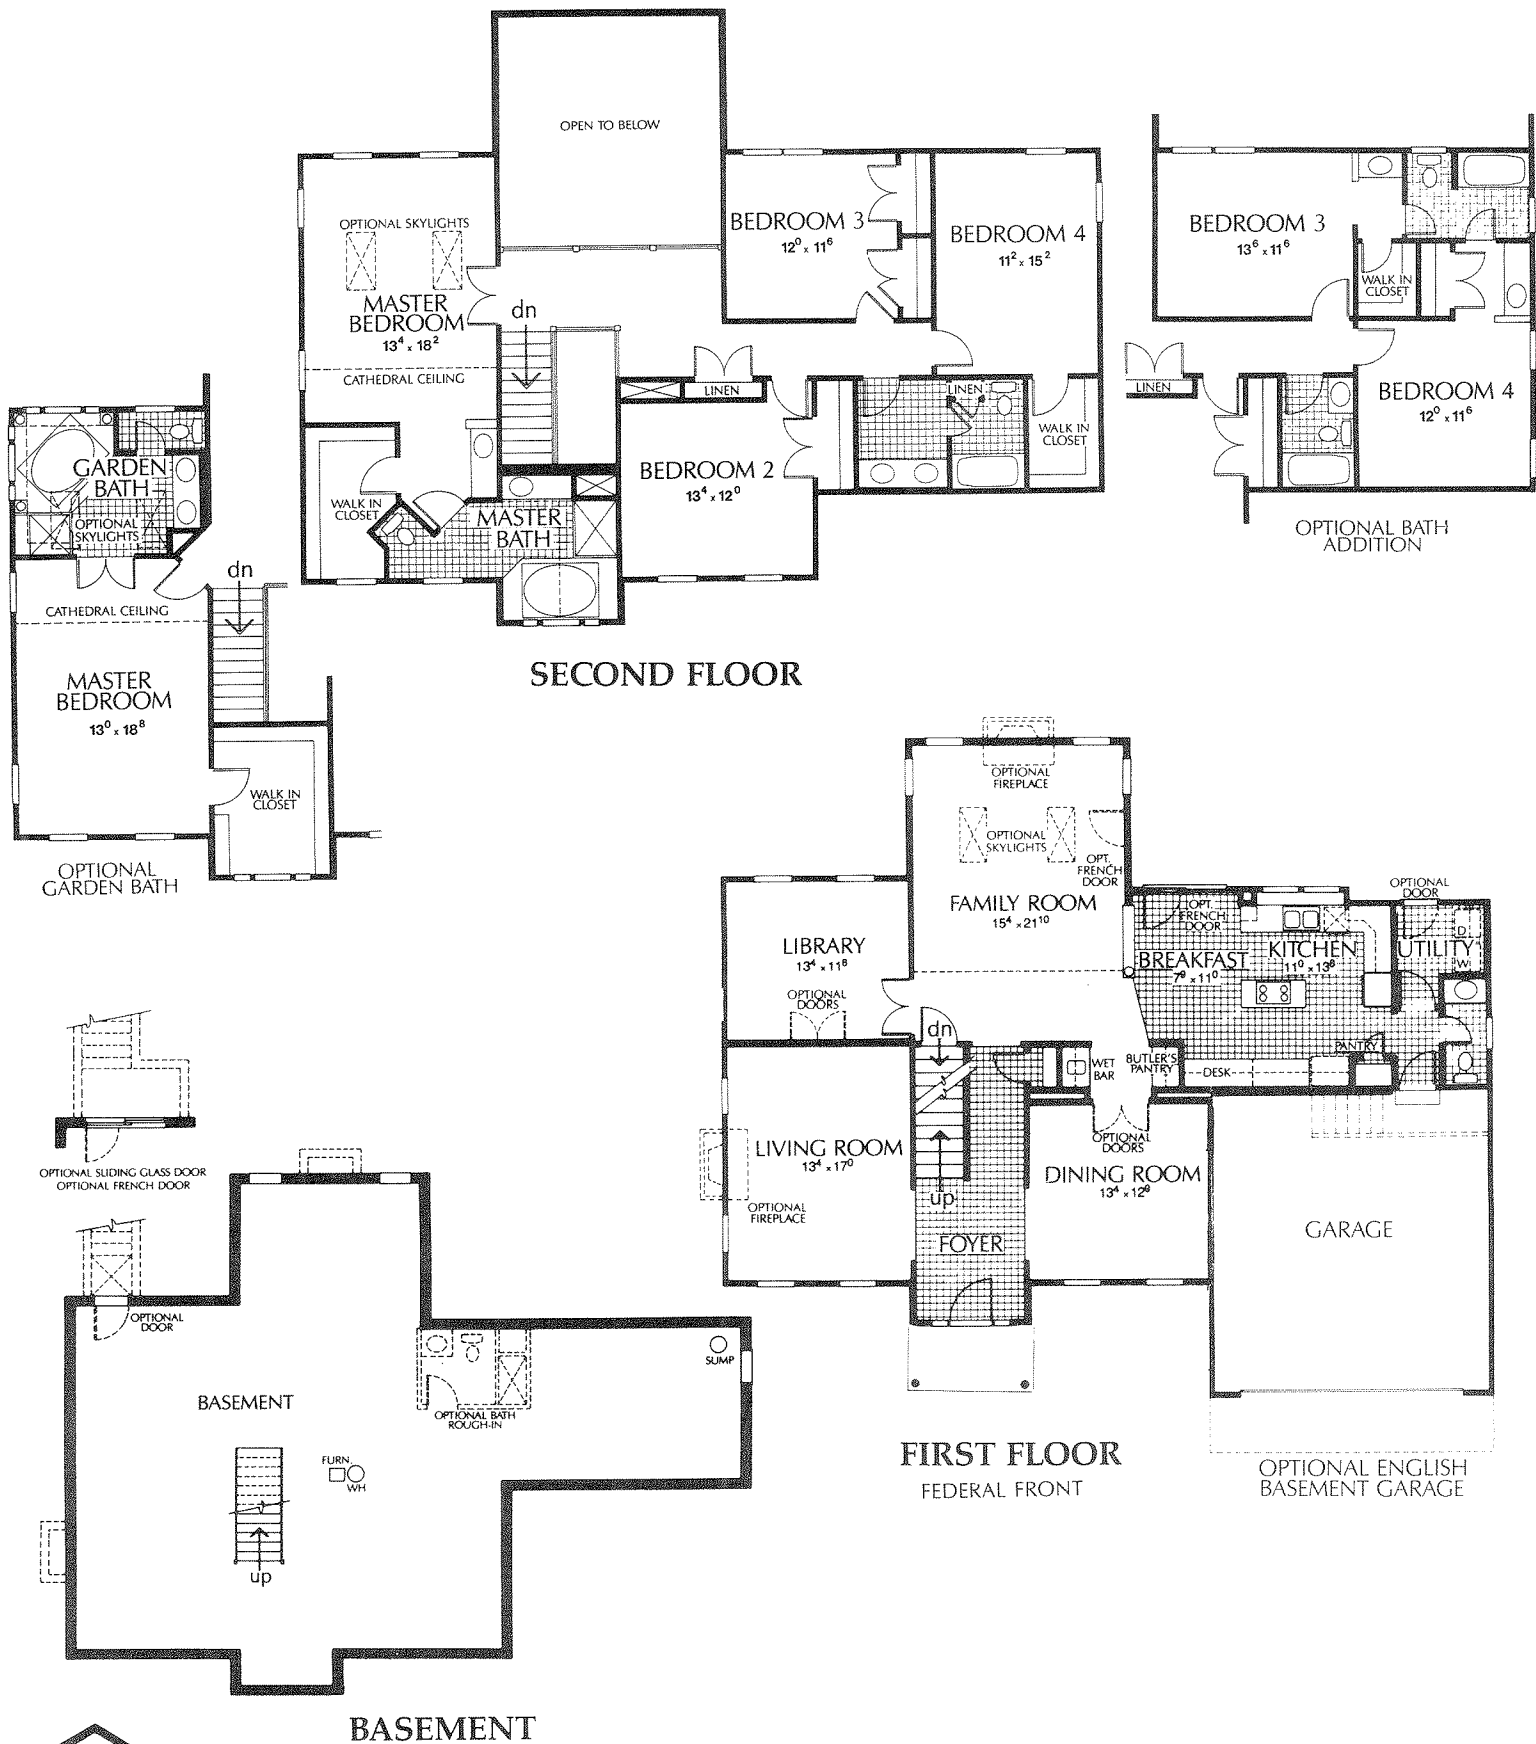 OPEN TO BELOW
OPTIONAL SKYLIGHTS
MASTER
BEDROOM
13⁴ x 18²
CATHEDRAL CEILING
dn
BEDROOM 3
12⁰ x 11⁶
BEDROOM 4
11² x 15²
LINEN
LINEN
BEDROOM 2
13⁴ x 12⁰
WALK IN
CLOSET
WALK IN
CLOSET
MASTER
BATH
SECOND FLOOR
BEDROOM 3
13⁶ x 11⁶
WALK IN
CLOSET
LINEN
BEDROOM 4
12⁰ x 11⁶
OPTIONAL BATH
ADDITION
GARDEN
BATH
OPTIONAL
SKYLIGHTS
dn
CATHEDRAL CEILING
MASTER
BEDROOM
13⁰ x 18⁸
WALK IN
CLOSET
OPTIONAL
GARDEN BATH
OPTIONAL
FIREPLACE
OPTIONAL
SKYLIGHTS
OPT.
FRENCH
DOOR
FAMILY ROOM
15⁴ x 21¹⁰
LIBRARY
13⁴ x 11⁸
OPTIONAL
DOORS
OPT.
FRENCH
DOOR
BREAKFAST
7⁹ x 11⁰
KITCHEN
11⁰ x 13⁸
OPTIONAL
DOOR
UTILITY
D
W
dn
WET
BAR
BUTLER'S
PANTRY
DESK
PANTRY
LIVING ROOM
13⁴ x 17⁰
OPTIONAL
FIREPLACE
up
FOYER
OPTIONAL
DOORS
DINING ROOM
13⁴ x 12⁸
GARAGE
FIRST FLOOR
FEDERAL FRONT
OPTIONAL ENGLISH
BASEMENT GARAGE
OPTIONAL SLIDING GLASS DOOR
OPTIONAL FRENCH DOOR
OPTIONAL
DOOR
BASEMENT
OPTIONAL BATH
ROUGH-IN
SUMP
FURN.
WH
up
BASEMENT